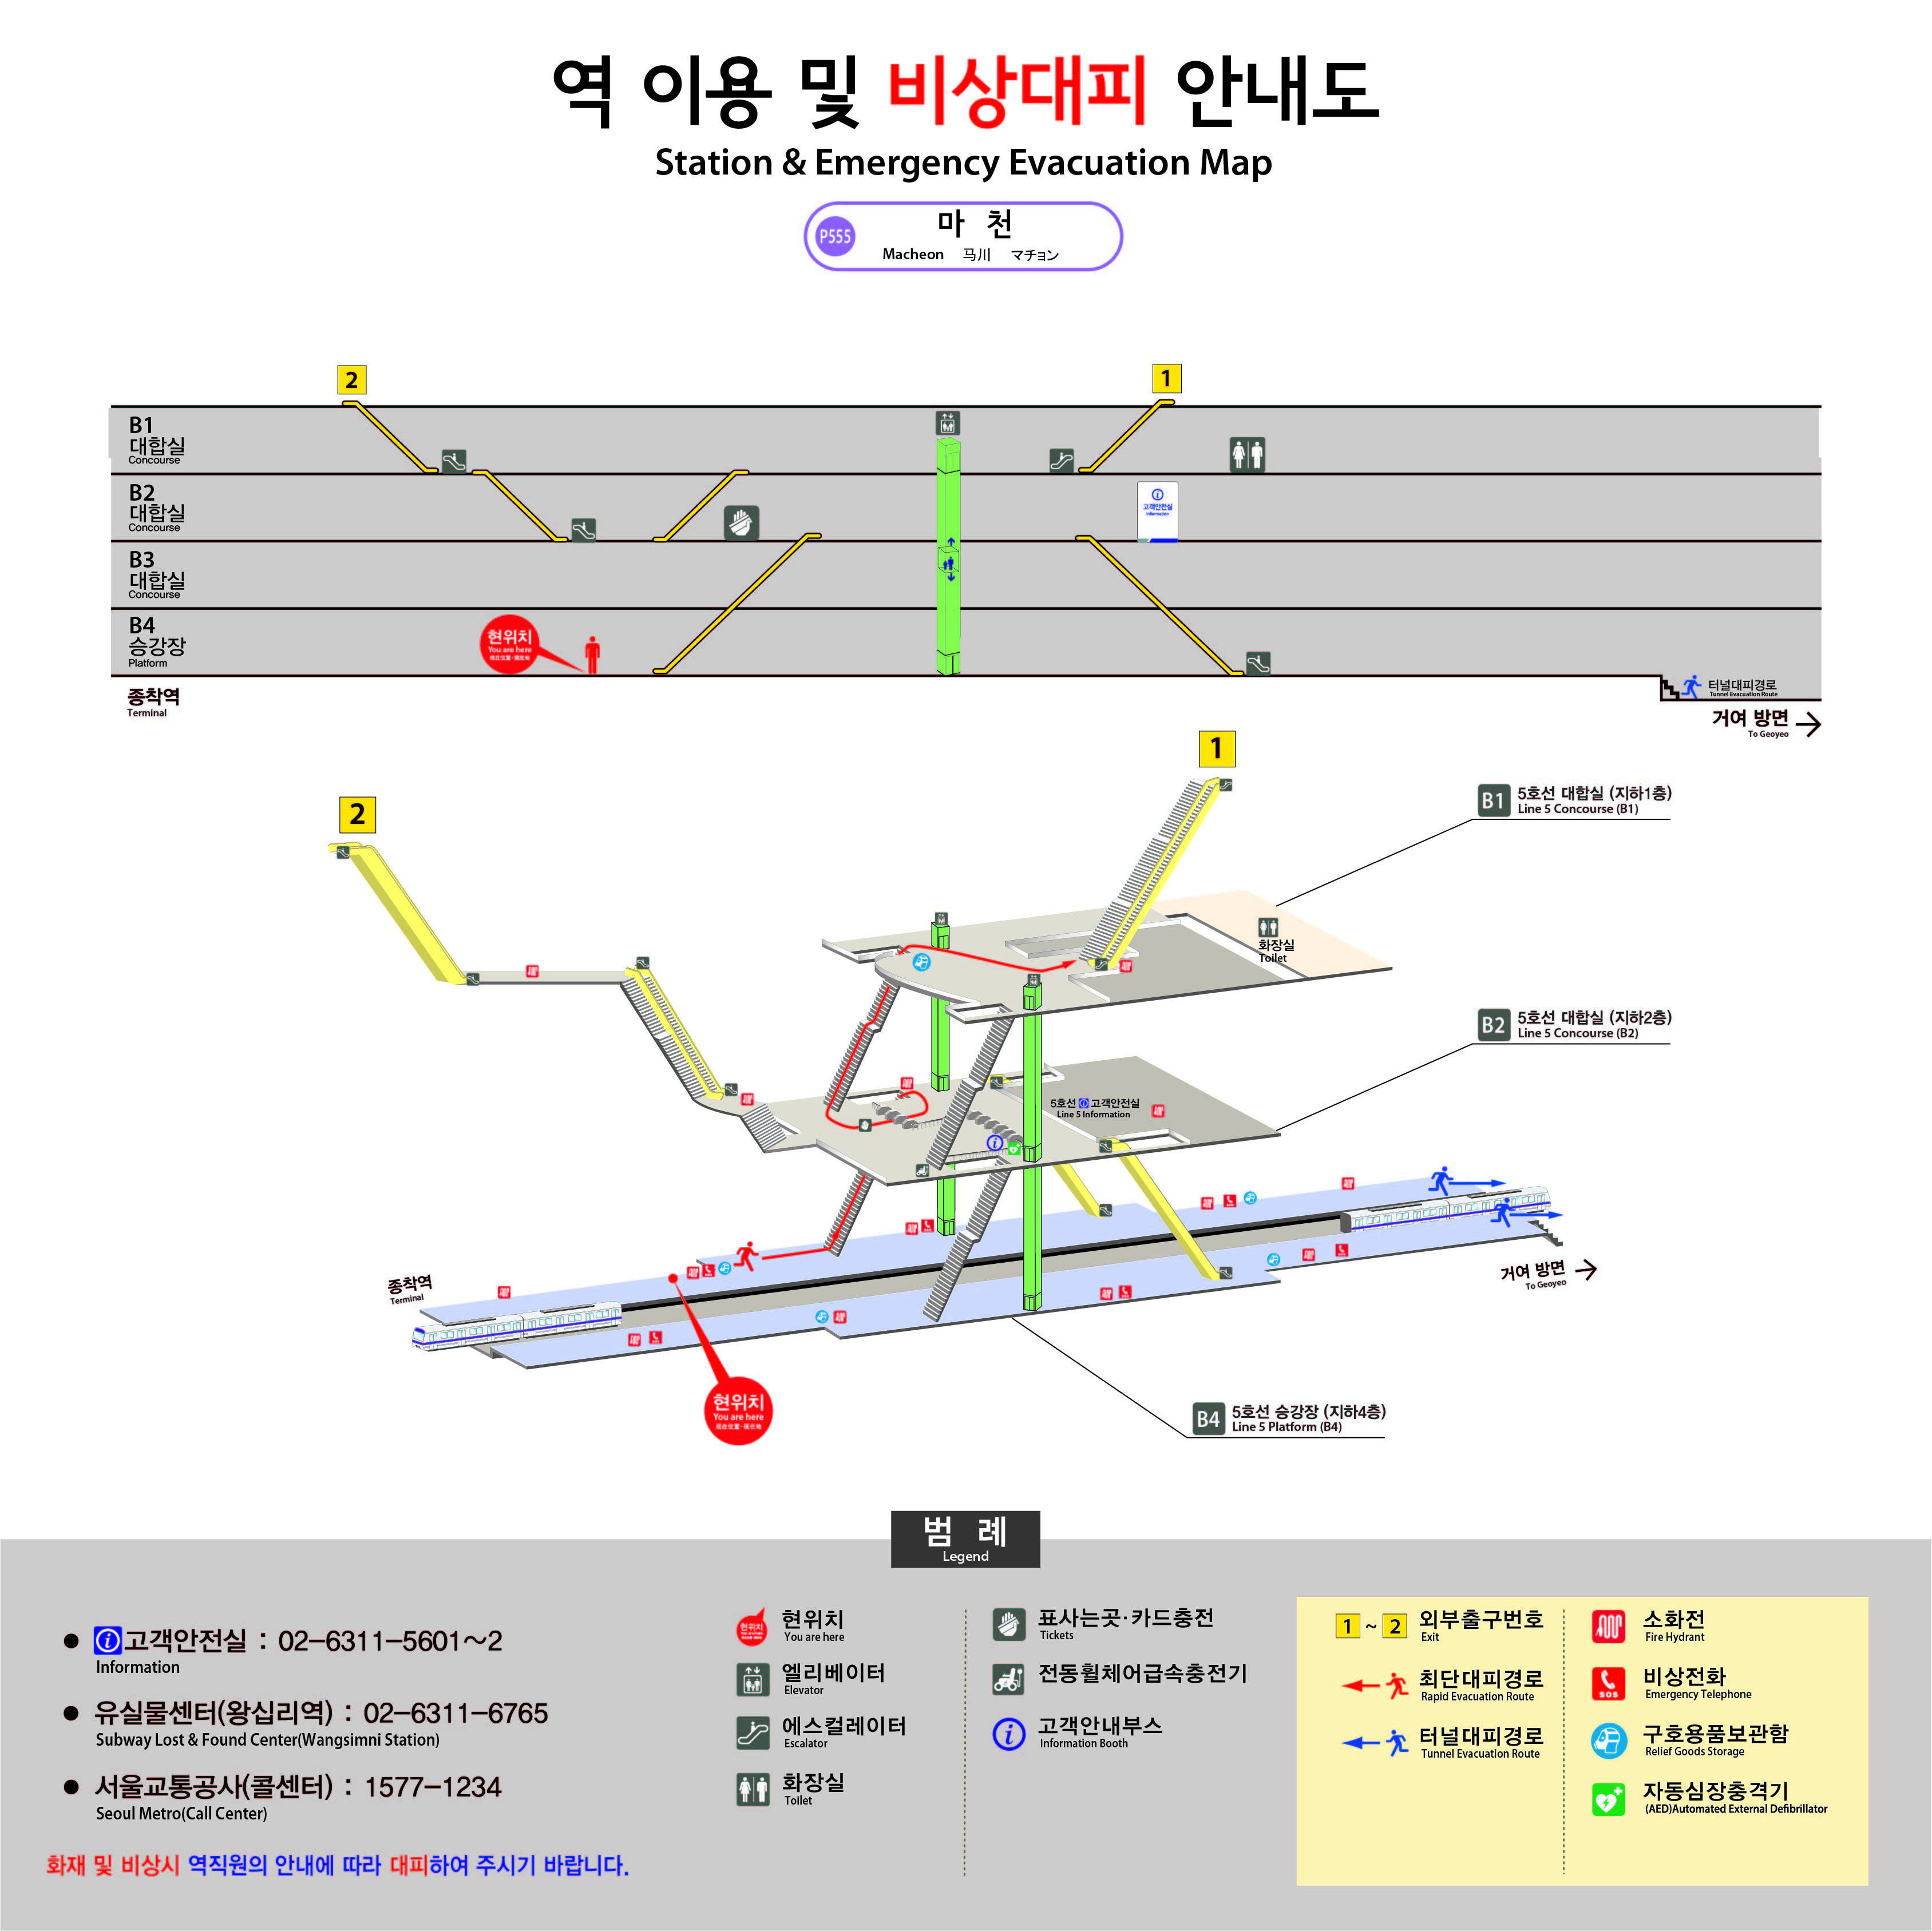 역 이용 및 비상대피 안내도
Station & Emergency Evacuation Map
P555
마 천
Macheon 马川 マチョン
2
1
B1
대합실
Concourse
B2
대합실
Concourse
고객안전실
Information
B3
대합실
Concourse
B4
승강장
Platform
현위치
You are here
종착역
Terminal
터널대피경로
Tunnel Evacuation Route
거여 방면
To Geoyeo
1
2
B1
5호선 대합실 (지하1층)
Line 5 Concourse (B1)
화장실
Toilet
B2
5호선 대합실 (지하2층)
Line 5 Concourse (B2)
5호선 고객안전실
Line 5 Information
종착역
Terminal
거여 방면
To Geoyeo
현위치
You are here
B4
5호선 승강장 (지하4층)
Line 5 Platform (B4)
범 례
Legend
● 고객안전실 : 02-6311-5601~2
Information
● 유실물센터(왕십리역) : 02-6311-6765
Subway Lost & Found Center(Wangsimni Station)
● 서울교통공사(콜센터) : 1577-1234
Seoul Metro(Call Center)
화재 및 비상시 역직원의 안내에 따라 대피하여 주시기 바랍니다.
현위치
현위치
You are here
엘리베이터
Elevator
에스컬레이터
Escalator
화장실
Toilet
표사는곳·카드충전
Tickets
전동휠체어급속충전기
고객안내부스
Information Booth
1 ~ 2 외부출구번호
Exit
최단대피경로
Rapid Evacuation Route
터널대피경로
Tunnel Evacuation Route
소화전
Fire Hydrant
SOS
비상전화
Emergency Telephone
구호용품보관함
Relief Goods Storage
자동심장충격기
(AED)Automated External Defibrillator